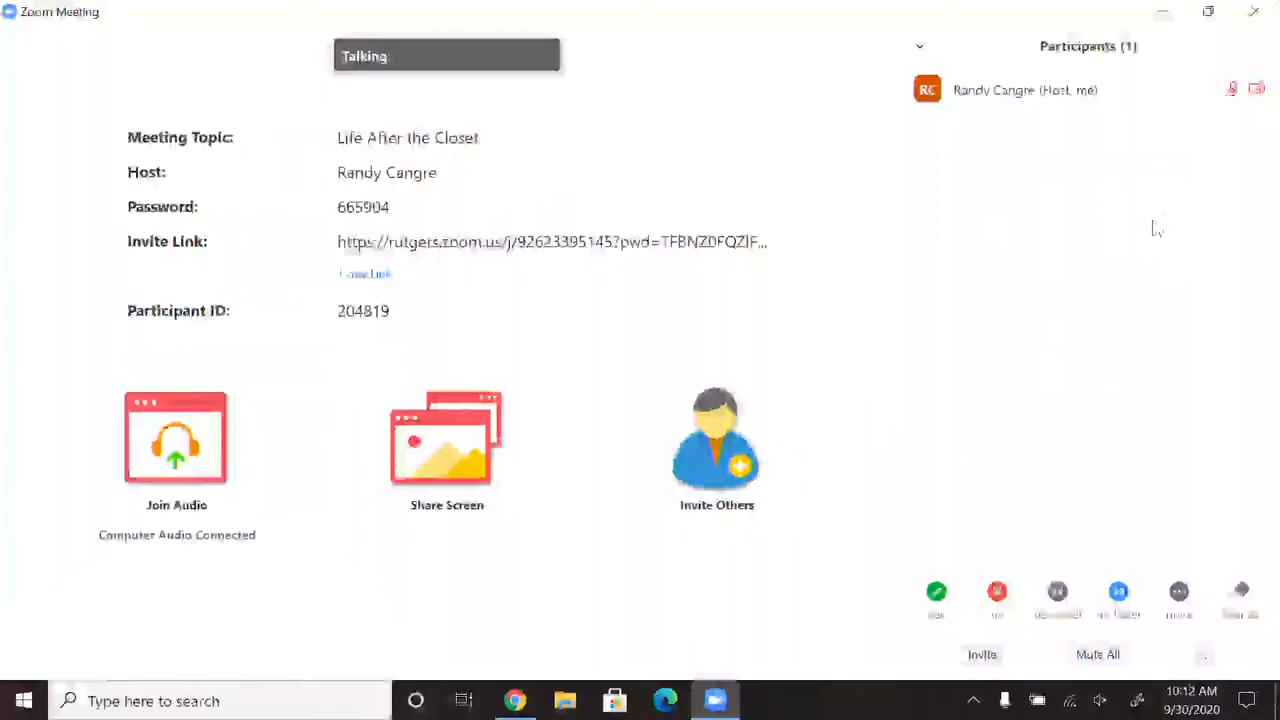 Zoom Meeting
Talking:
Participants (1)
RC Randy Cangre (Host, me)
Meeting Topic: Life After the Closet
Host: Randy Cangre
Password: 665904
Invite Link: https://rutgers.zoom.us/j/92623395145?pwd=
Participant ID: 204819
Join Audio
Share Screen
Invite Others
Computer Audio Connected
Invite
Mute All
Type here to search
10:12 AM
9/30/2020